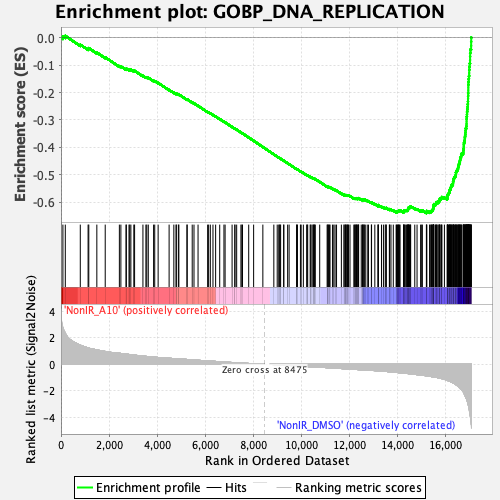 Enrichment plot: GOBP_DNA_REPLICATION
Enrichment score (ES)
0.0
-0.1
-0.2
-0.3
-0.4
-0.5
-0.6
'NonIR_A10' (positively correlated)
Ranked list metric (Signal2Noise)
4
2
0
-2
-4
Zero cross at 8475
'NonIR_DMSO' (negatively correlated)
0 2,000 4,000 6,000 8,000 10,000 12,000 14,000 16,000
Rank in Ordered Dataset
Enrichment profile Hits Ranking metric scores